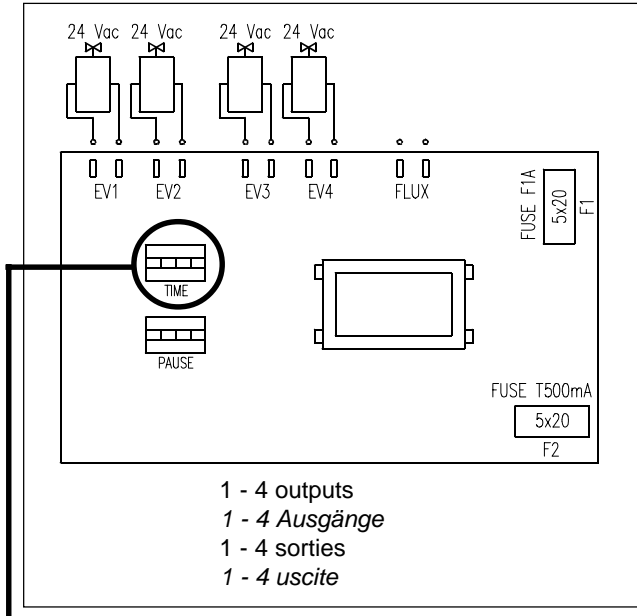 24 Vac 24 Vac 24 Vac 24 Vac
EV1 EV2 EV3 EV4 FLUX
FUSE F1A
5x20
F1
TIME
PAUSE
FUSE T500mA
5x20
F2
1 - 4 outputs
1 - 4 Ausgänge
1 - 4 sorties
1 - 4 uscite